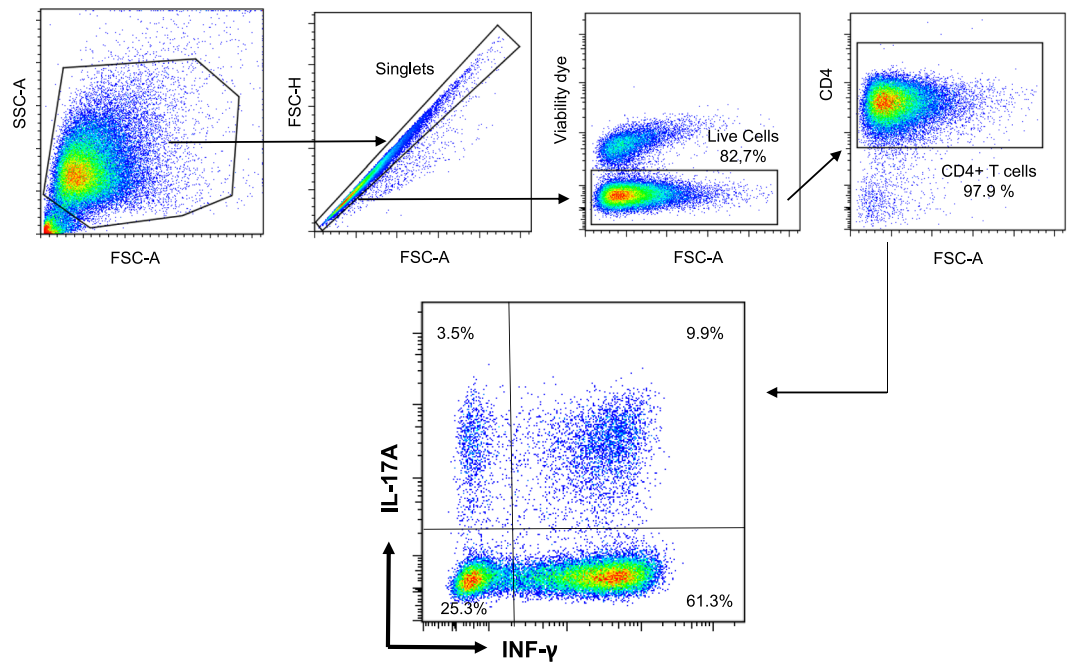 SSC-A
FSC-A
FSC-H
Singlets
FSC-A
Viability dye
Live Cells
82,7%
FSC-A
CD4
CD4+ T cells
97.9 %
FSC-A
3.5%
9.9%
IL-17A
25.3%
61.3%
INF-γ